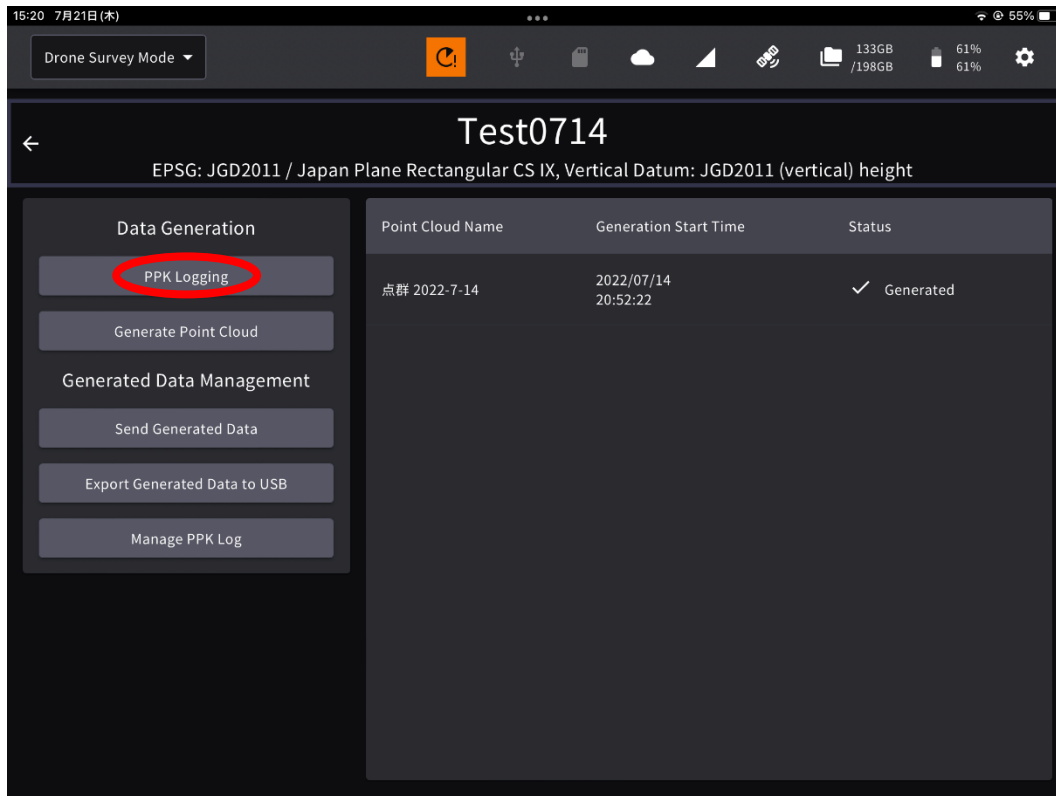 15:20 7月21日(木)
55%
Drone Survey Mode
133GB
/198GB
61%
61%
Test0714
EPSG: JGD2011 / Japan Plane Rectangular CS IX, Vertical Datum: JGD2011 (vertical) height
Data Generation
PPK Logging
Generate Point Cloud
Generated Data Management
Send Generated Data
Export Generated Data to USB
Manage PPK Log
Point Cloud Name
Generation Start Time
Status
点群 2022-7-14
2022/07/14
20:52:22
Generated